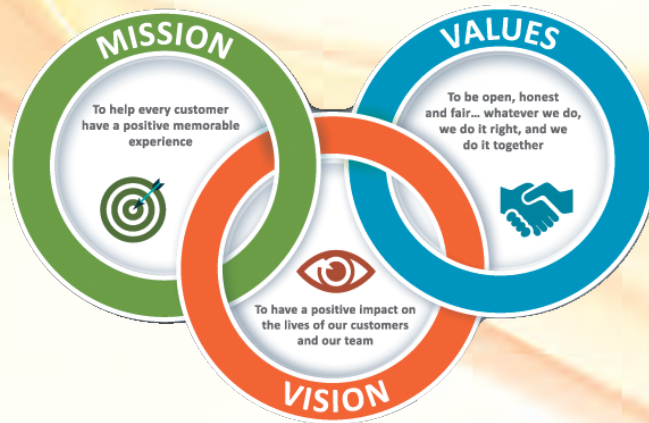 MISSION
To help every customer
have a positive memorable
experience
VALUES
To be open, honest
and fair... whatever we do,
we do it right, and we
do it together
To have a positive impact on
the lives of our customers
and our team
VISION